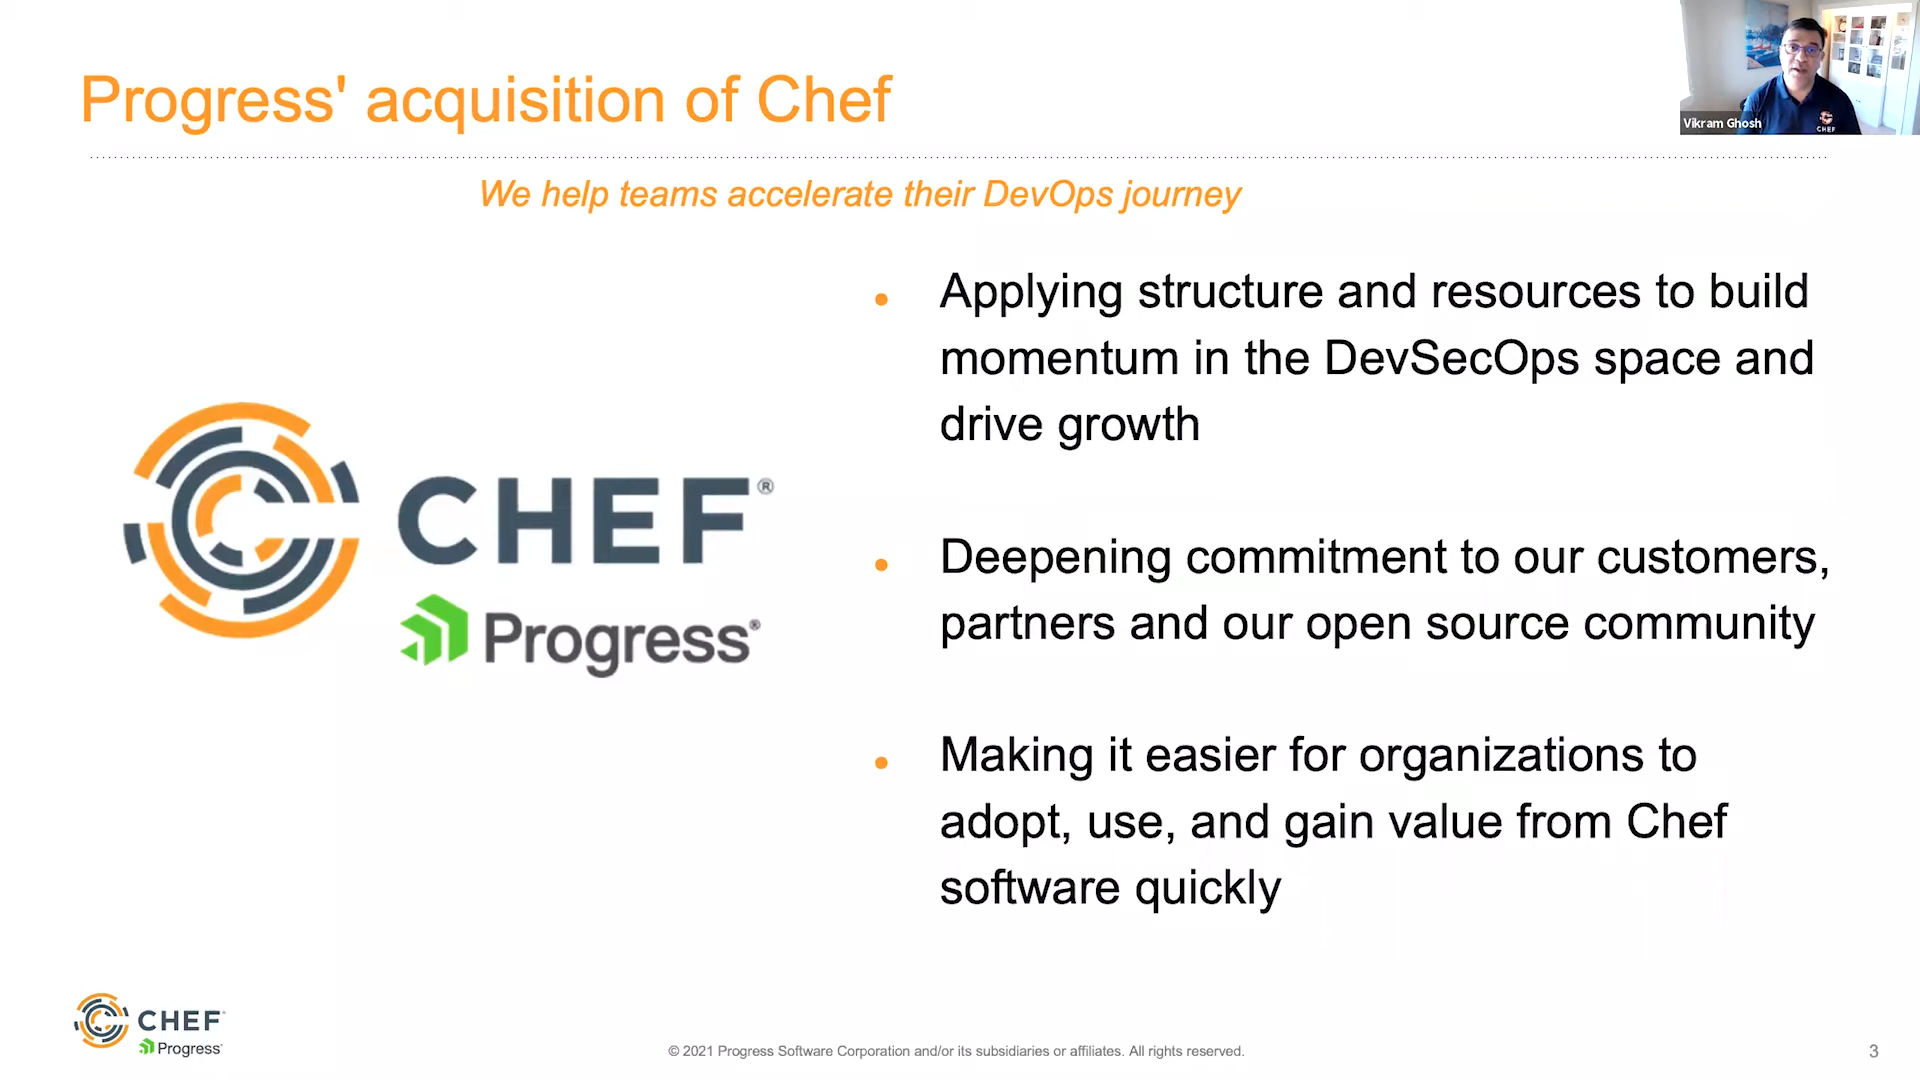 Progress' acquisition of Chef
Vikram Ghosh
CHEF
We help teams accelerate their DevOps journey
• Applying structure and resources to build
momentum in the DevSecOps space and
drive growth
CHEF®
Progress®
• Deepening commitment to our customers,
partners and our open source community
• Making it easier for organizations to
adopt, use, and gain value from Chef
software quickly
CHEF
Progress
© 2021 Progress Software Corporation and/or its subsidiaries or affiliates. All rights reserved.
3